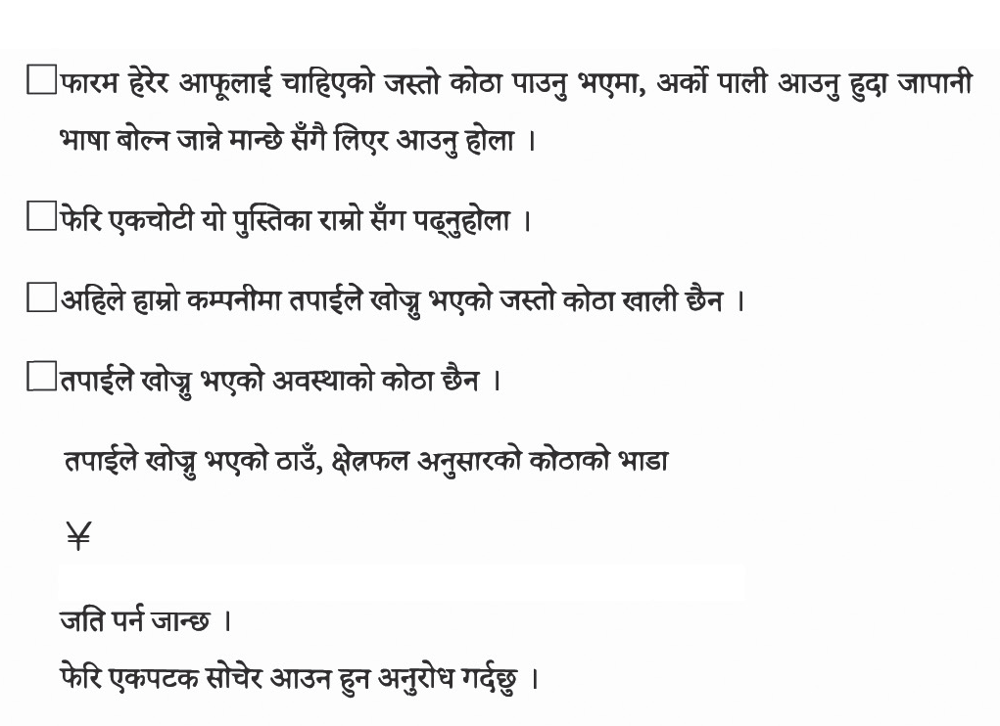 □फारम हेरेर आफूलाई चाहिएको जस्तो कोठा पाउनु भएमा, अर्को पाली आउनु हुदा जापानी
भाषा बोल्न जान्ने मान्छे सँगै लिएर आउनु होला ।
□फेरि एकचोटी यो पुस्तिका राम्रो सँग पढ्नुहोला ।
□अहिले हाम्रो कम्पनीमा तपाईले खोज्नु भएको जस्तो कोठा खाली छैन ।
□तपाईले खोज्नु भएको अवस्थाको कोठा छैन ।
तपाईले खोज्नु भएको ठाउँ, क्षेत्रफल अनुसारको कोठाको भाडा
¥
जति पर्न जान्छ ।
फेरि एकपटक सोचेर आउन हुन अनुरोध गर्दछु ।